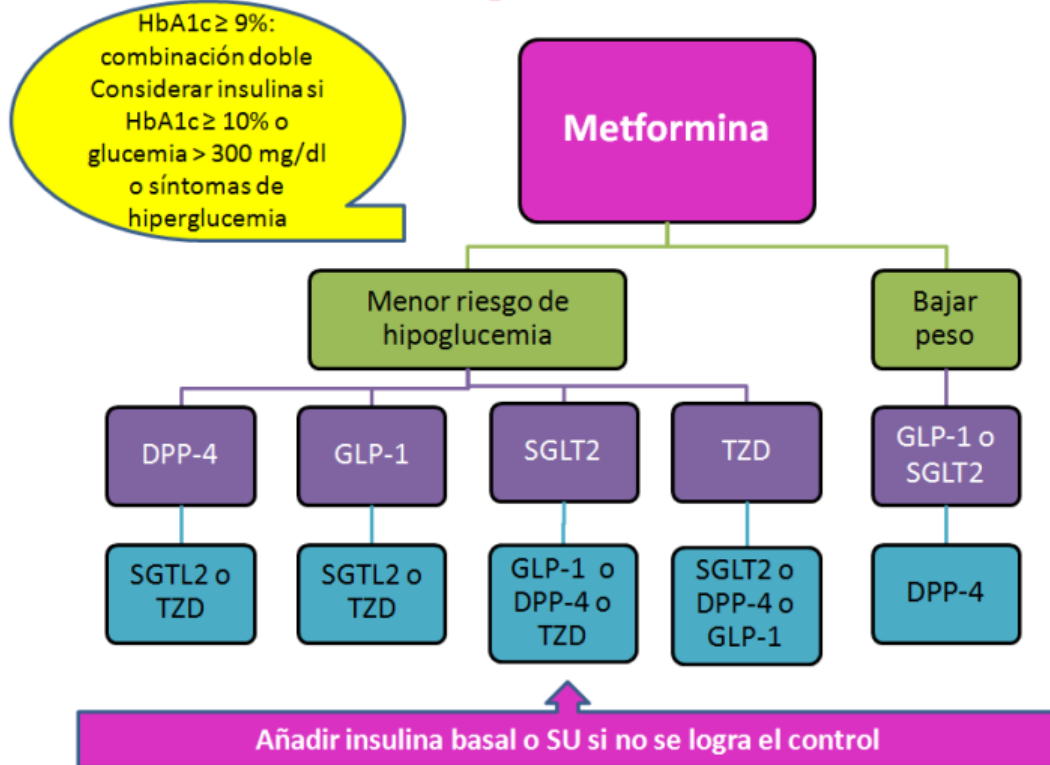 HbA1c ≥ 9%:
combinación doble
Considerar insulina si
HbA1c ≥ 10% o
glucemia > 300 mg/dl
o síntomas de
hiperglucemia
Metformina
Menor riesgo de
hipoglucemia
Bajar
peso
DPP-4
GLP-1
SGLT2
TZD
GLP-1 o
SGLT2
SGTL2 o
TZD
SGTL2 o
TZD
GLP-1 o
DPP-4 o
TZD
SGLT2 o
DPP-4 o
GLP-1
DPP-4
Añadir insulina basal o SU si no se logra el control